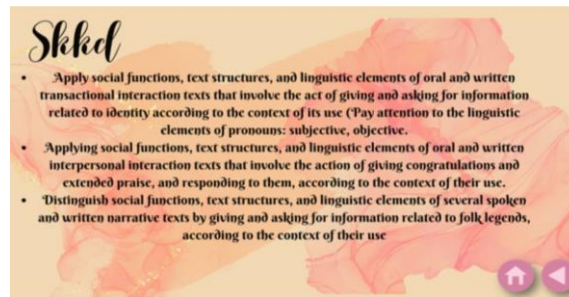 Skkd
• Apply social functions, text structures, and linguistic elements of oral and written
transactional interaction texts that involve the act of giving and asking for information
related to identity according to the context of its use (Pay attention to the linguistic
elements of pronouns: subjective, objective.
• Applying social functions, text structures, and linguistic elements of oral and written
interpersonal interaction texts that involve the action of giving congratulations and
extended praise, and responding to them, according to the context of their use.
• Distinguish social functions, text structures, and linguistic elements of several spoken
and written narrative texts by giving and asking for information related to folk legends,
according to the context of their use